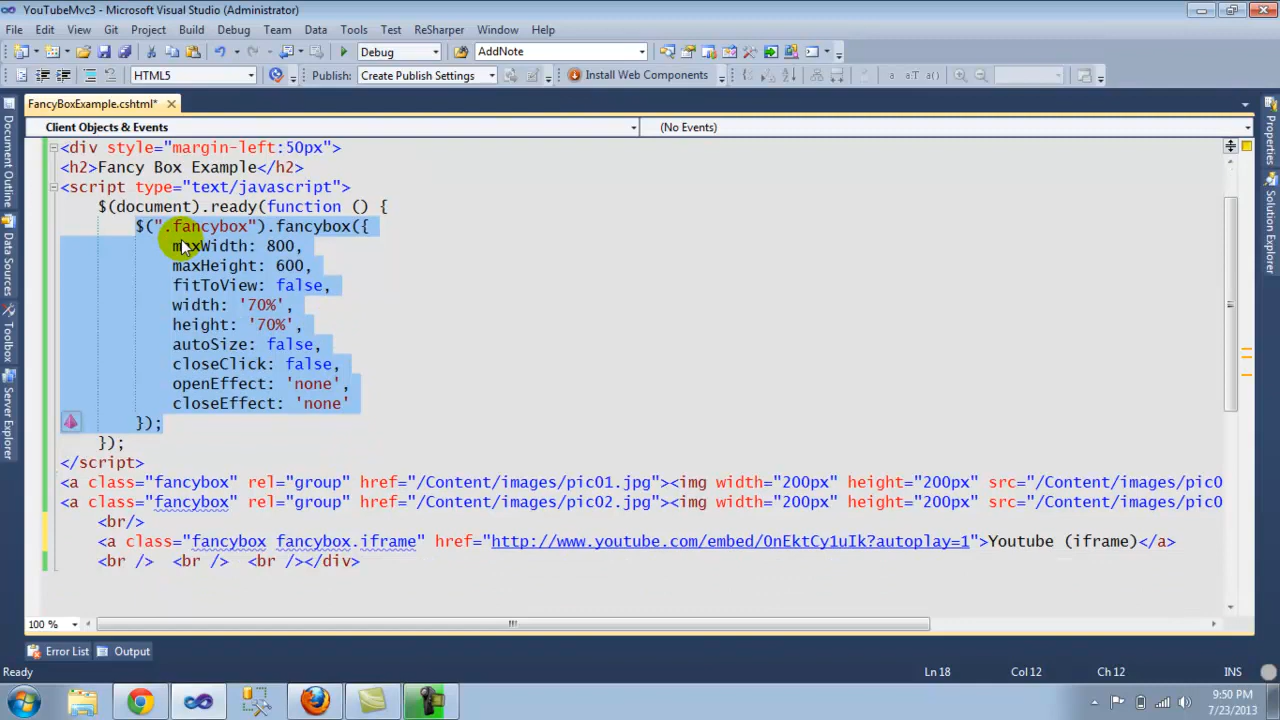 YouTubeMvc3 - Microsoft Visual Studio (Administrator)
File Edit View Git Project Build Debug Team Data Tools Test ReSharper Window Help
Debug AddNote
HTML5 Publish: Create Publish Settings Install Web Components
FancyBoxExample.cshtml*
Client Objects & Events (No Events)
<div style="margin-left:50px">
<h2>Fancy Box Example</h2>
<script type="text/javascript">
$(document).ready(function () {
$(".fancybox").fancybox({
maxWidth: 800,
maxHeight: 600,
fitToView: false,
width: '70%',
height: '70%',
autoSize: false,
closeClick: false,
openEffect: 'none',
closeEffect: 'none'
});
});
</script>
<a class="fancybox" rel="group" href="/Content/images/pic01.jpg"><img width="200px" height="200px" src="/Content/images/pic0
<a class="fancybox" rel="group" href="/Content/images/pic02.jpg"><img width="200px" height="200px" src="/Content/images/pic0
<br/>
<a class="fancybox fancybox.iframe" href="http://www.youtube.com/embed/OnEktCy1uIk?autoplay=1">Youtube (iframe)</a>
<br /> <br /> <br /></div>
100 %
Error List Output
Ready Ln 18 Col 12 Ch 12 INS
9:50 PM
7/23/2013
Document Outline
Data Sources
Toolbox
Server Explorer
Properties
Solution Explorer